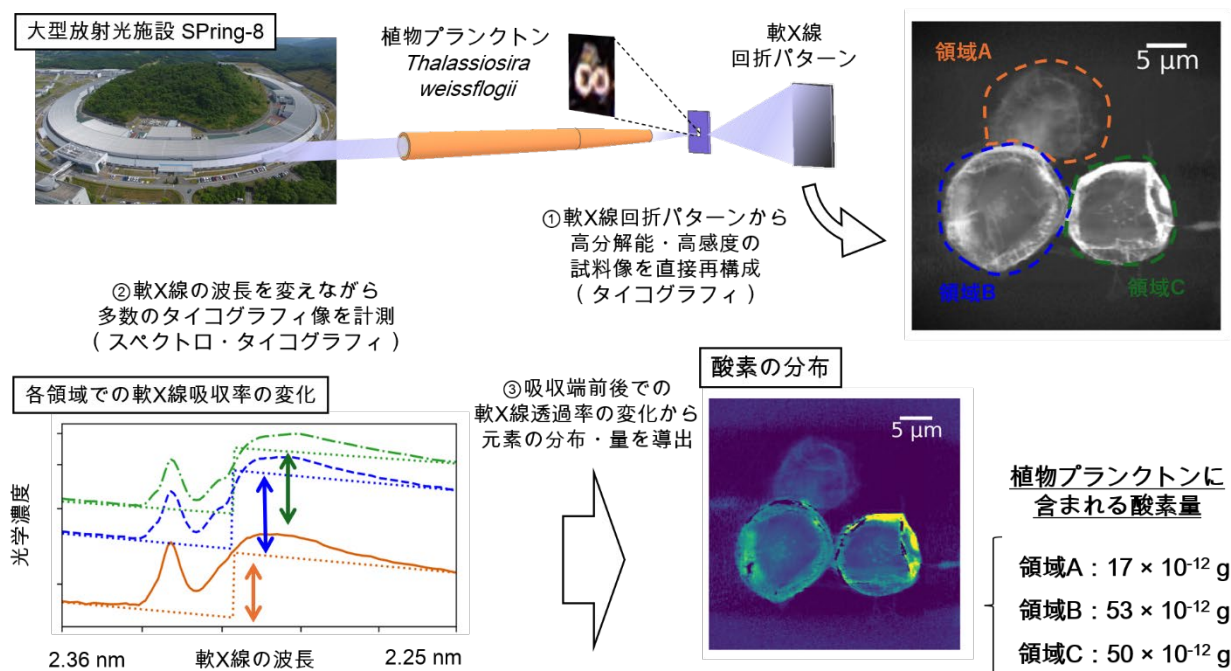 大型放射光施設 SPring-8
植物プランクトン
Thalassiosira
weissflogii
軟X線
回折パターン
領域A
5 μm
領域B
領域C
①軟X線回折パターンから
高分解能・高感度の
試料像を直接再構成
( タイコグラフィ )
②軟X線の波長を変えながら
多数のタイコグラフィ像を計測
( スペクトロ・タイコグラフィ )
各領域での軟X線吸収率の変化
光学濃度
2.36 nm
軟X線の波長
2.25 nm
③吸収端前後での
軟X線透過率の変化から
元素の分布・量を導出
酸素の分布
5 μm
植物プランクトンに
含まれる酸素量
領域A : 17 × 10-12 g
領域B : 53 × 10-12 g
領域C : 50 × 10-12 g